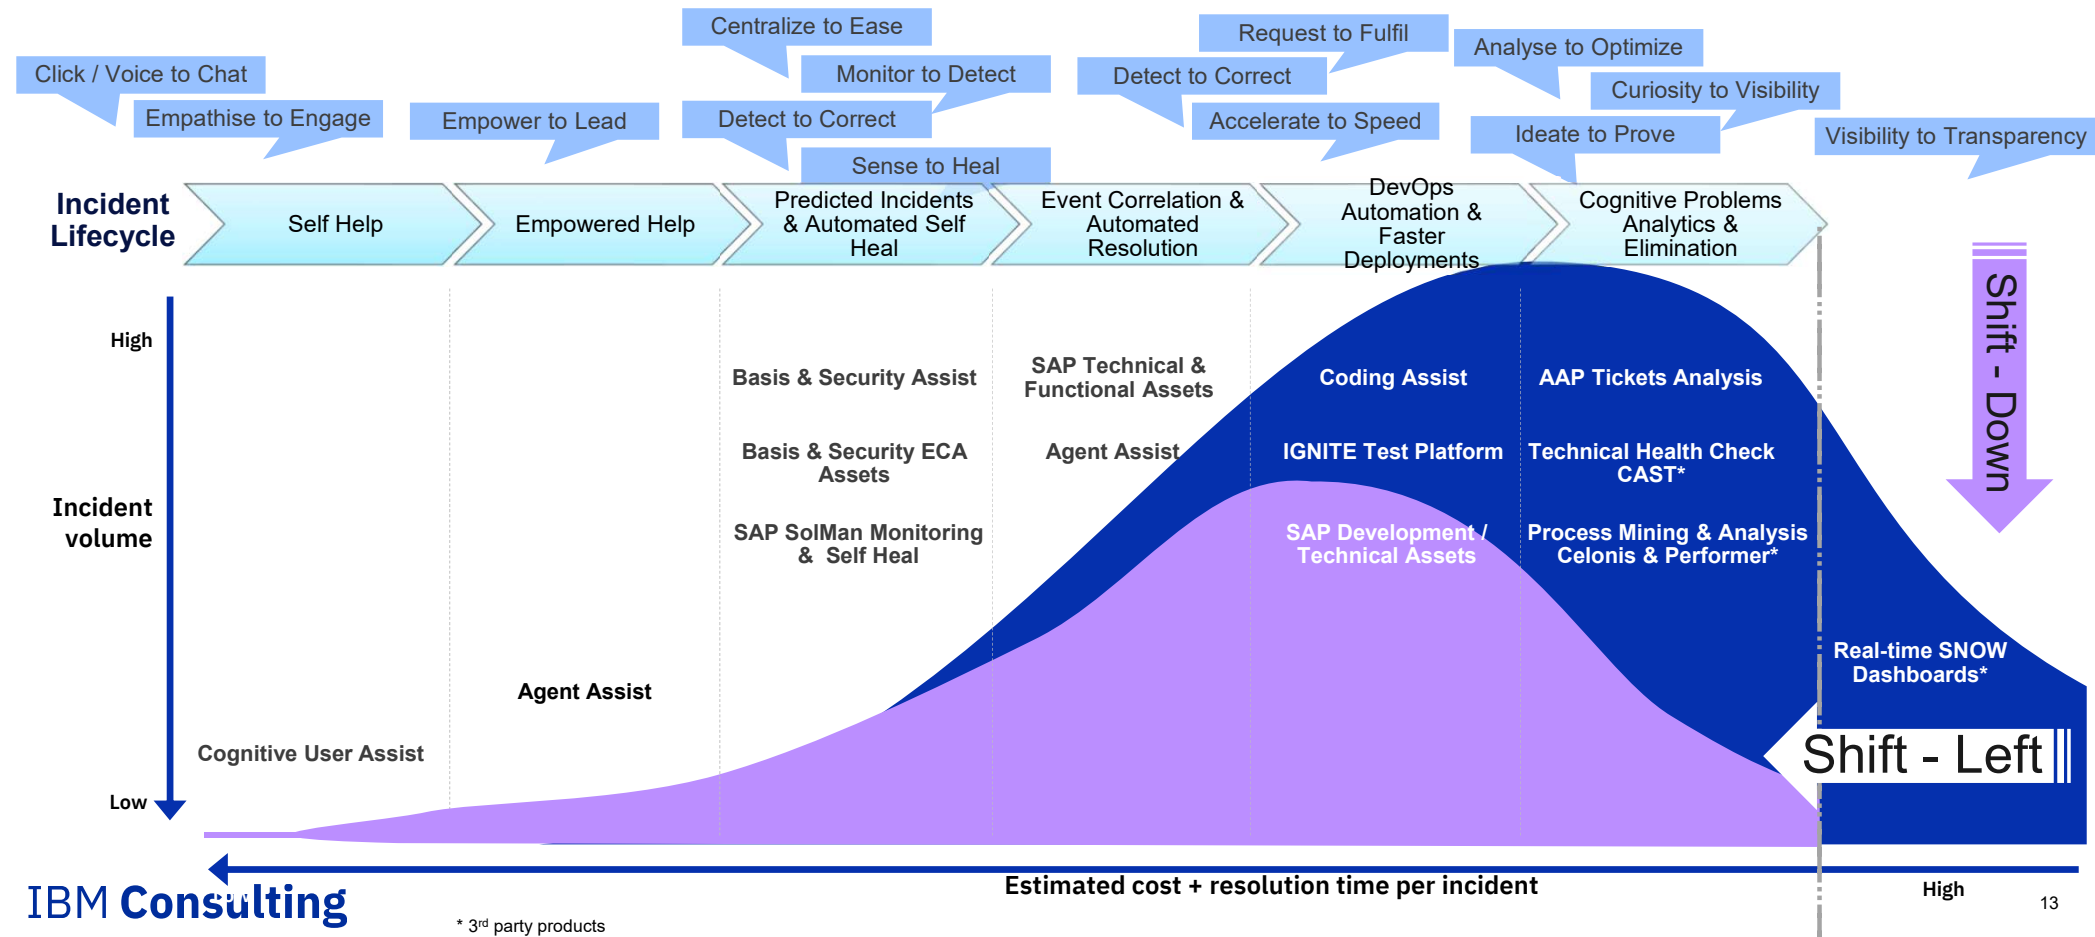 Centralize to Ease
Request to Fulfil
Analyse to Optimize
Click / Voice to Chat
Monitor to Detect
Detect to Correct
Curiosity to Visibility
Empathise to Engage
Empower to Lead
Detect to Correct
Accelerate to Speed
Ideate to Prove
Visibility to Transparency
Sense to Heal
Incident
Lifecycle
Self Help
Empowered Help
Predicted Incidents
& Automated Self
Heal
Event Correlation &
Automated
Resolution
DevOps
Automation &
Faster
Deployments
Cognitive Problems
Analytics &
Elimination
Shift - Down
High
Incident
volume
Low
Basis & Security Assist
Basis & Security ECA
Assets
SAP SolMan Monitoring
& Self Heal
SAP Technical &
Functional Assets
Agent Assist
Coding Assist
IGNITE Test Platform
SAP Development /
Technical Assets
AAP Tickets Analysis
Technical Health Check
CAST*
Process Mining & Analysis
Celonis & Performer*
Real-time SNOW
Dashboards*
Agent Assist
Cognitive User Assist
Shift - Left
Estimated cost + resolution time per incident
High
IBM Consulting
* 3rd party products
13